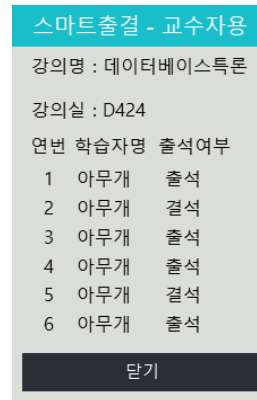 스마트출결 - 교수자용
강의명 : 데이터베이스특론
강의실 : D424
연번 학습자명 출석여부
1 아무개 출석
2 아무개 결석
3 아무개 출석
4 아무개 출석
5 아무개 결석
6 아무개 출석
닫기